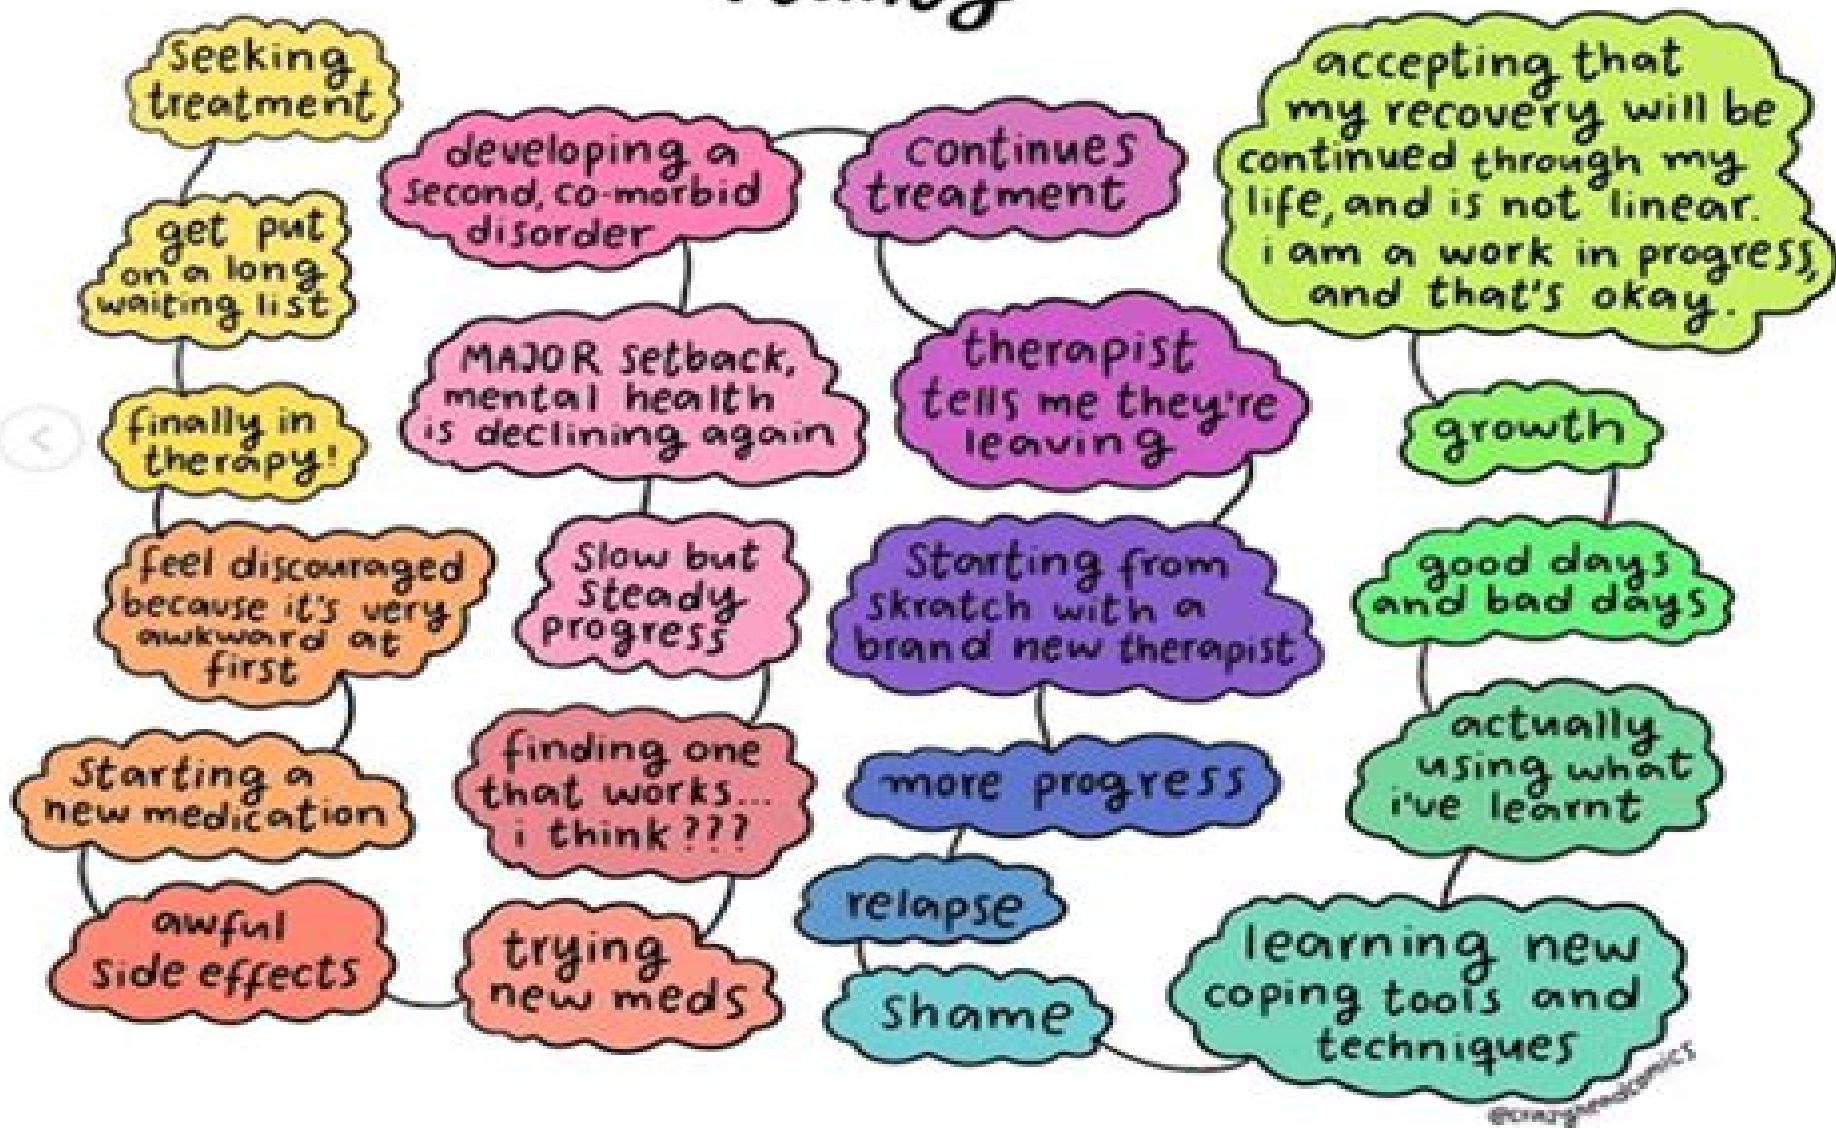 seeking
treatment
get put
on a long
waiting list
finally in
therapy!
feel discouraged
because it's very
awkward at
first
Starting a
new medication
awful
side effects
trying
new meds
finding one
that works...
i think???
Slow but
steady
progress
MAJOR setback,
mental health
is declining again
developing a
second, co-morbid
disorder
continues
treatment
therapist
tells me they're
leaving
Starting from
skratch with a
brand new therapist
more progress
relapse
shame
learning new
coping tools and
techniques
actually
using what
i've learnt
good days
and bad days
growth
accepting that
my recovery will be
continued through my
life, and is not linear.
i am a work in progress,
and that's okay.
@crazyheadcomics